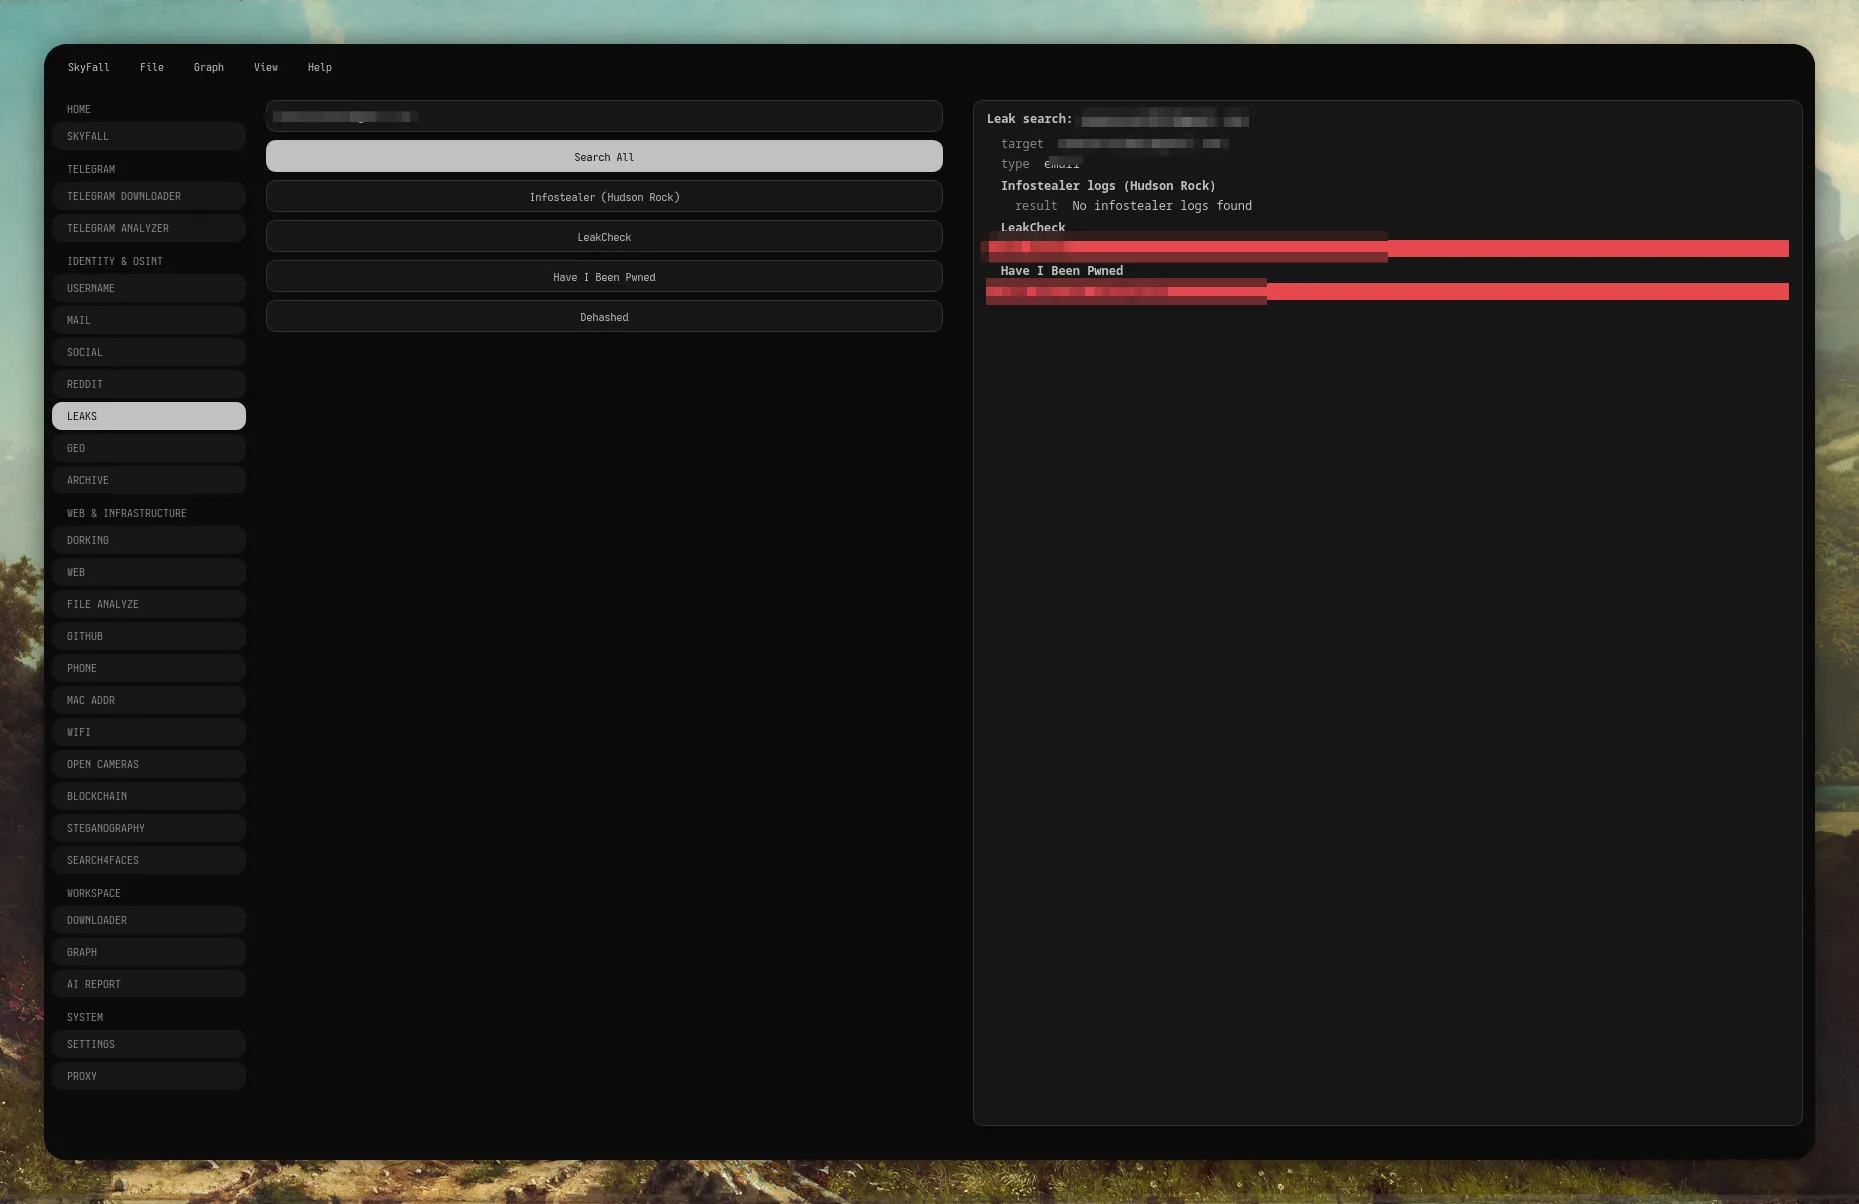 SkyFall File Graph View Help
HOME
SKYFALL
TELEGRAM
TELEGRAM DOWNLOADER
TELEGRAM ANALYZER
IDENTITY & OSINT
USERNAME
MAIL
SOCIAL
REDDIT
LEAKS
GEO
ARCHIVE
WEB & INFRASTRUCTURE
DORKING
WEB
FILE ANALYZE
GITHUB
PHONE
MAC ADDR
WIFI
OPEN CAMERAS
BLOCKCHAIN
STEGANOGRAPHY
SEARCH4FACES
WORKSPACE
DOWNLOADER
GRAPH
AI REPORT
SYSTEM
SETTINGS
PROXY
Search All
Infostealer (Hudson Rock)
LeakCheck
Have I Been Pwned
Dehashed
Leak search:
target
type email
Infostealer logs (Hudson Rock)
result No infostealer logs found
LeakCheck
Have I Been Pwned